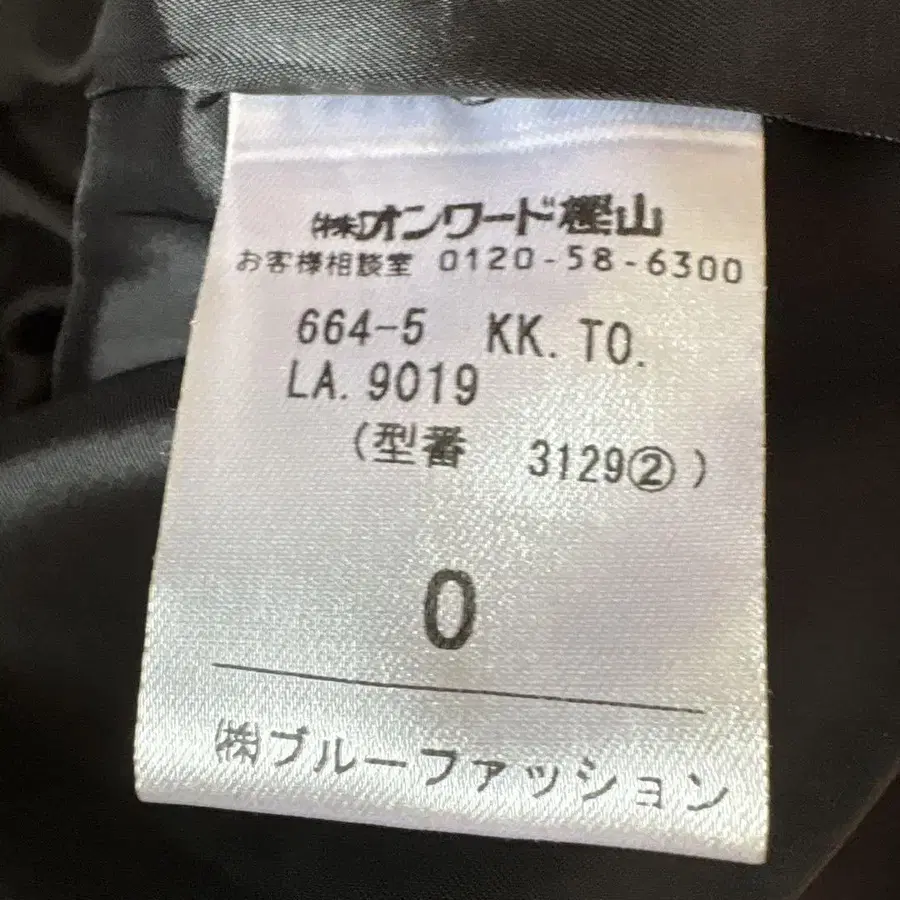 ㈱オンワード樫山
お客様相談室 0120-58-6300
664-5 KK.TO.
LA.9019
(型番 3129②)
0
㈱ブルーファッション